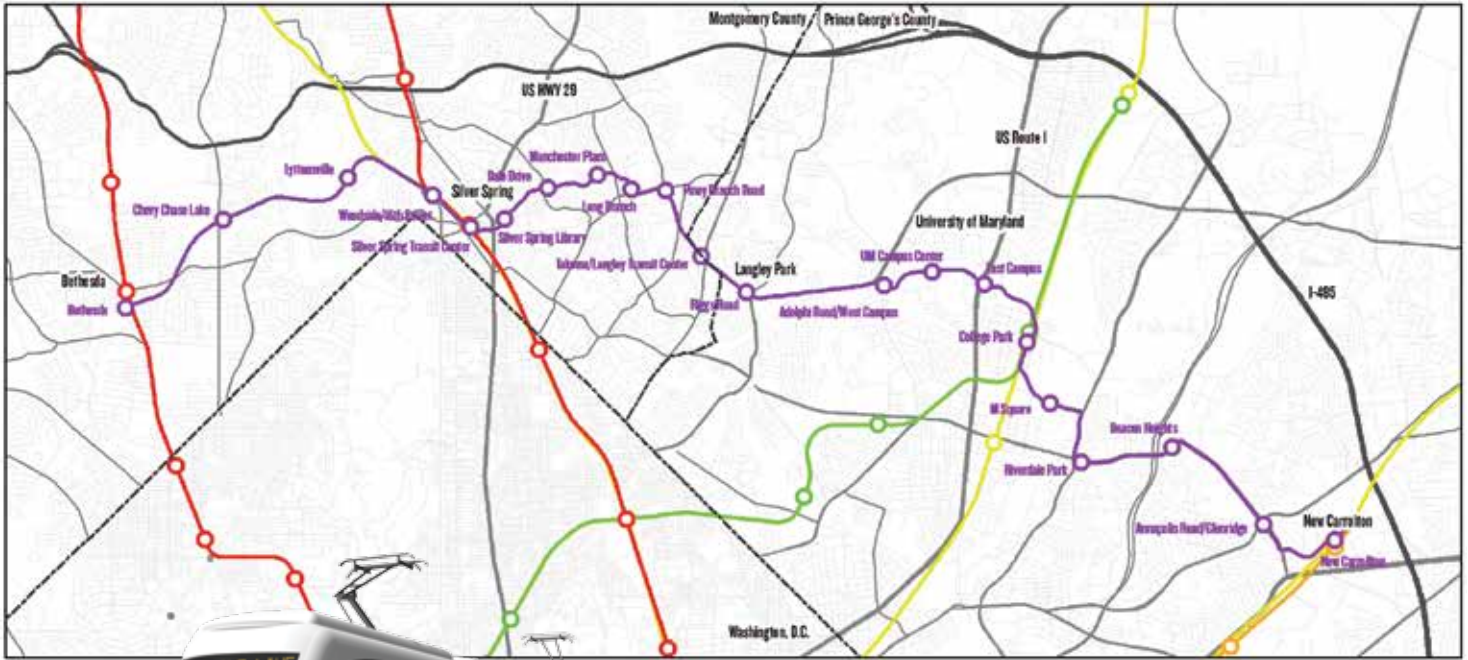 Montgomery County
Prince George's County
US HWY 29
US Route 1
Manchester Place
Lyttonsville
Dale Drive
Silver Spring
Piney Branch Road
Long Branch
Chevy Chase Lake
Silver Spring Transit Center
Silver Spring Library
University of Maryland
Takoma/Langley Transit Center
UM Campus Center
Langley Park
East Campus
Bethesda
Bethesda
Riggs Road
Adelphi Road/West Campus
I-495
College Park
M Square
Beacon Heights
Riverdale Park
Annapolis Road/Glenridge
New Carrolton
Washington, D.C.